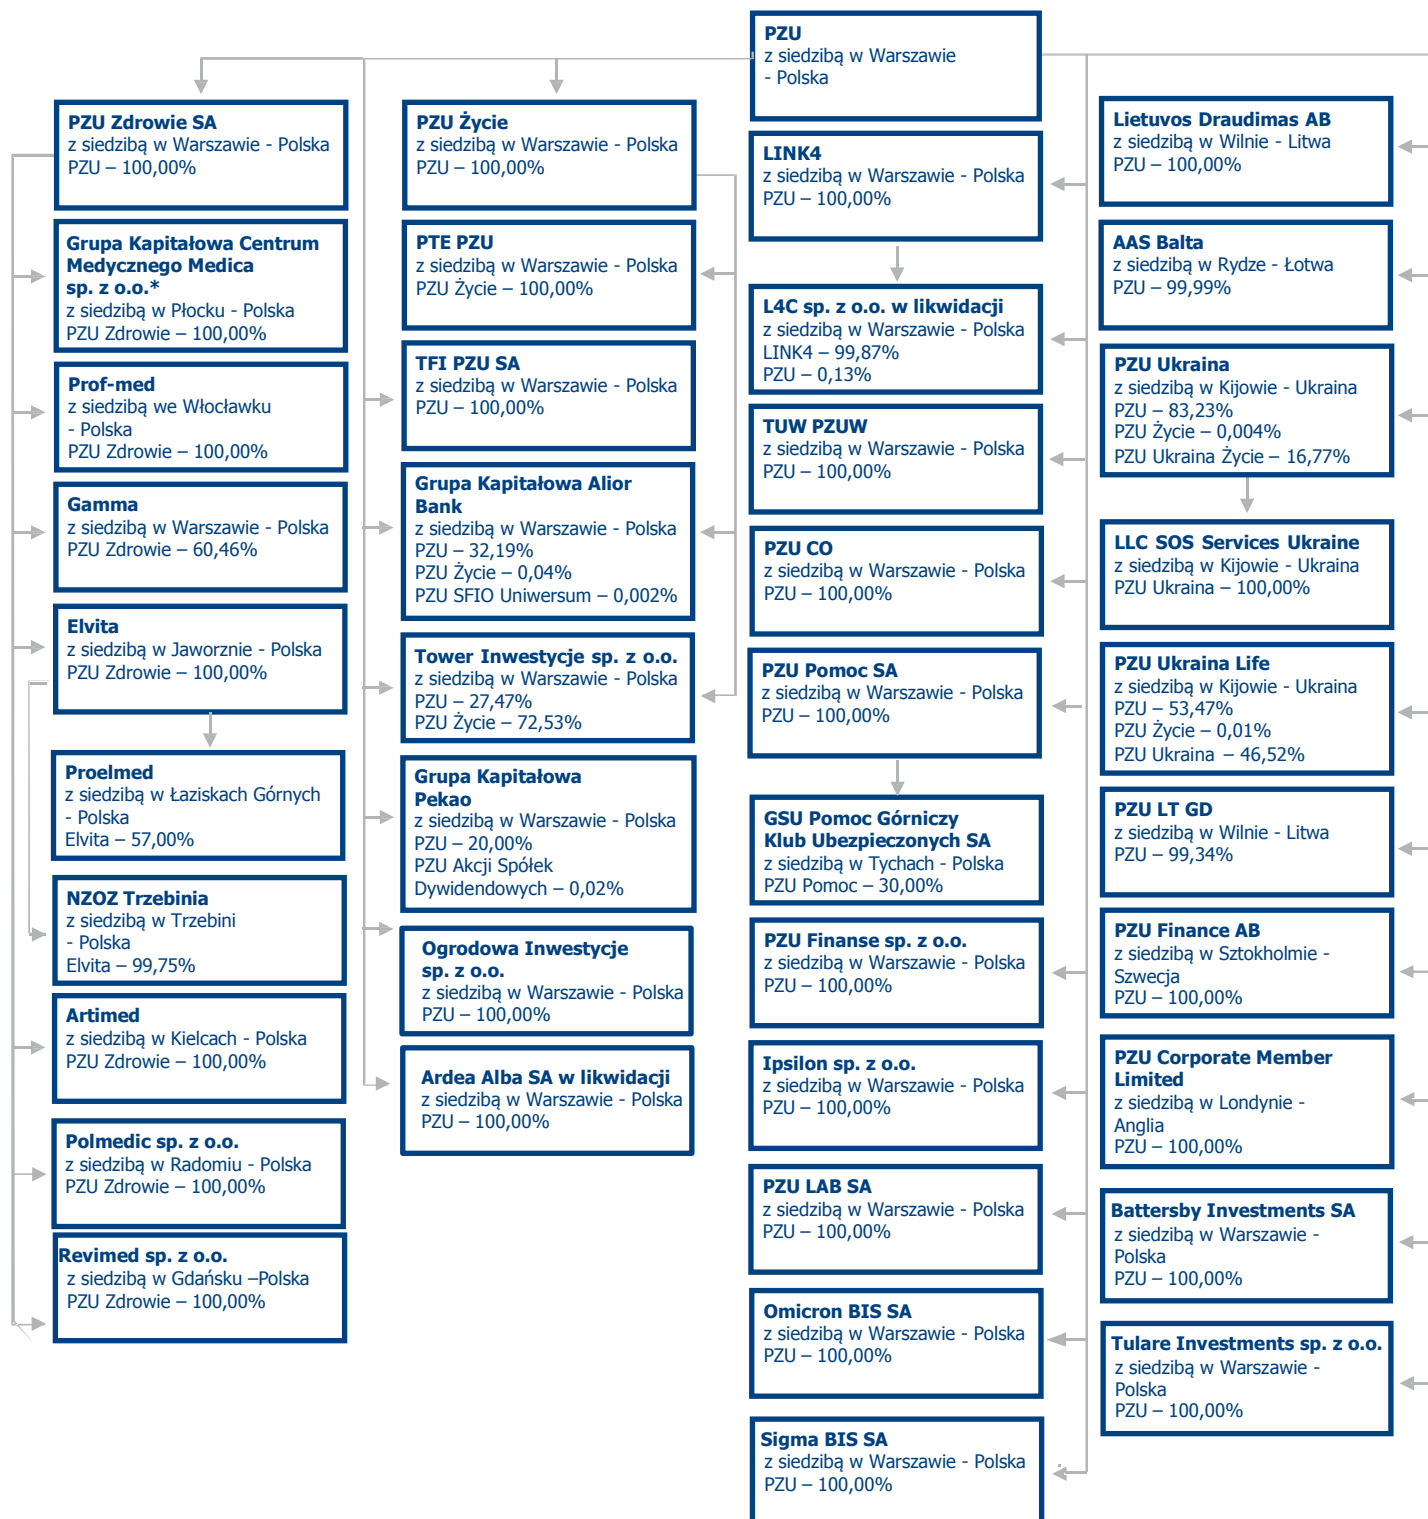 PZU
z siedzibą w Warszawie
- Polska
PZU Zdrowie SA
z siedzibą w Warszawie - Polska
PZU – 100,00%
Grupa Kapitałowa Centrum
Medycznego Medica
sp. z o.o.*
z siedzibą w Płocku - Polska
PZU Zdrowie – 100,00%
Prof-med
z siedzibą we Włocławku
- Polska
PZU Zdrowie – 100,00%
Gamma
z siedzibą w Warszawie - Polska
PZU Zdrowie – 60,46%
Elvita
z siedzibą w Jaworznie - Polska
PZU Zdrowie – 100,00%
Proelmed
z siedzibą w Łaziskach Górnych
- Polska
Elvita – 57,00%
NZOZ Trzebinia
z siedzibą w Trzebini
- Polska
Elvita – 99,75%
Artimed
z siedzibą w Kielcach - Polska
PZU Zdrowie – 100,00%
Polmedic sp. z o.o.
z siedzibą w Radomiu - Polska
PZU Zdrowie – 100,00%
Revimed sp. z o.o.
z siedzibą w Gdańsku –Polska
PZU Zdrowie – 100,00%
PZU Życie
z siedzibą w Warszawie - Polska
PZU – 100,00%
PTE PZU
z siedzibą w Warszawie - Polska
PZU Życie – 100,00%
TFI PZU SA
z siedzibą w Warszawie - Polska
PZU – 100,00%
Grupa Kapitałowa Alior
Bank
z siedzibą w Warszawie - Polska
PZU – 32,19%
PZU Życie – 0,04%
PZU SFIO Uniwersum – 0,002%
Tower Inwestycje sp. z o.o.
z siedzibą w Warszawie - Polska
PZU – 27,47%
PZU Życie – 72,53%
Grupa Kapitałowa
Pekao
z siedzibą w Warszawie - Polska
PZU – 20,00%
PZU Akcji Spółek
Dywidendowych – 0,02%
Ogrodowa Inwestycje
sp. z o.o.
z siedzibą w Warszawie - Polska
PZU – 100,00%
Ardea Alba SA w likwidacji
z siedzibą w Warszawie - Polska
PZU – 100,00%
LINK4
z siedzibą w Warszawie - Polska
PZU – 100,00%
L4C sp. z o.o. w likwidacji
z siedzibą w Warszawie - Polska
LINK4 – 99,87%
PZU – 0,13%
TUW PZUW
z siedzibą w Warszawie - Polska
PZU – 100,00%
PZU CO
z siedzibą w Warszawie - Polska
PZU – 100,00%
PZU Pomoc SA
z siedzibą w Warszawie - Polska
PZU – 100,00%
GSU Pomoc Górniczy
Klub Ubezpieczonych SA
z siedzibą w Tychach - Polska
PZU Pomoc – 30,00%
PZU Finanse sp. z o.o.
z siedzibą w Warszawie - Polska
PZU – 100,00%
Ipsilon sp. z o.o.
z siedzibą w Warszawie - Polska
PZU – 100,00%
PZU LAB SA
z siedzibą w Warszawie - Polska
PZU – 100,00%
Omicron BIS SA
z siedzibą w Warszawie - Polska
PZU – 100,00%
Sigma BIS SA
z siedzibą w Warszawie - Polska
PZU – 100,00%
Lietuvos Draudimas AB
z siedzibą w Wilnie - Litwa
PZU – 100,00%
AAS Balta
z siedzibą w Rydze - Łotwa
PZU – 99,99%
PZU Ukraina
z siedzibą w Kijowie - Ukraina
PZU – 83,23%
PZU Życie – 0,004%
PZU Ukraina Życie – 16,77%
LLC SOS Services Ukraine
z siedzibą w Kijowie - Ukraina
PZU Ukraina – 100,00%
PZU Ukraina Life
z siedzibą w Kijowie - Ukraina
PZU – 53,47%
PZU Życie – 0,01%
PZU Ukraina – 46,52%
PZU LT GD
z siedzibą w Wilnie - Litwa
PZU – 99,34%
PZU Finance AB
z siedzibą w Sztokholmie -
Szwecja
PZU – 100,00%
PZU Corporate Member
Limited
z siedzibą w Londynie -
Anglia
PZU – 100,00%
Battersby Investments SA
z siedzibą w Warszawie -
Polska
PZU – 100,00%
Tulare Investments sp. z o.o.
z siedzibą w Warszawie -
Polska
PZU – 100,00%